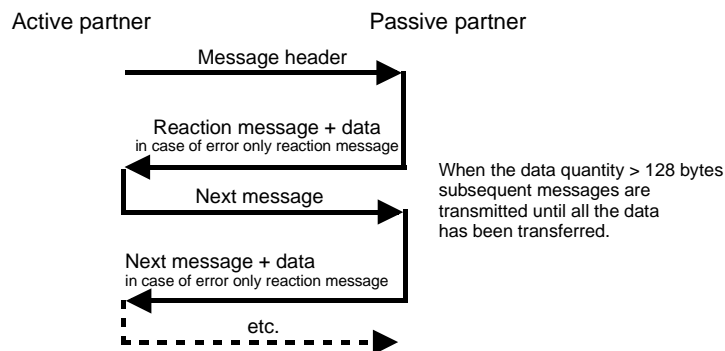 Active partner
Passive partner
Message header
Reaction message + data
in case of error only reaction message
When the data quantity > 128 bytes
subsequent messages are
transmitted until all the data
has been transferred.
Next message
Next message + data
in case of error only reaction message
etc.